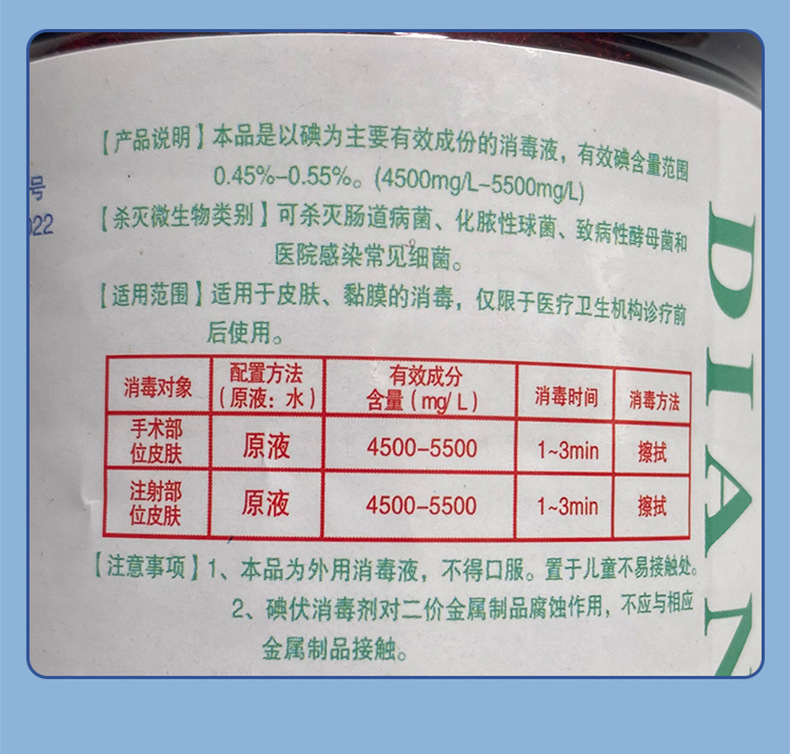 【产品说明】本品是以碘为主要有效成份的消毒液，有效碘含量范围
0.45%-0.55%。(4500mg/L-5500mg/L)
号
022
【杀灭微生物类别】可杀灭肠道病菌、化脓性球菌、致病性酵母菌和
医院感染常见细菌。
【适用范围】适用于皮肤、黏膜的消毒，仅限于医疗卫生机构诊疗前
后使用。
消毒对象 配置方法（原液：水） 有效成分含量（mg/L） 消毒时间 消毒方法
手术部位皮肤 原液 4500-5500 1~3min 擦拭
注射部位皮肤 原液 4500-5500 1~3min 擦拭
【注意事项】1、本品为外用消毒液，不得口服。置于儿童不易接触处。
2、碘伏消毒剂对二价金属制品腐蚀作用，不应与相应
金属制品接触。
DIAN